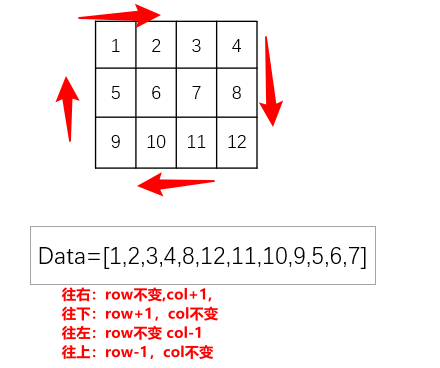 1 2 3 4
5 6 7 8
9 10 11 12
Data=[1,2,3,4,8,12,11,10,9,5,6,7]
往右：row不变,col+1,
往下：row+1，col不变
往左：row不变 col-1
往上：row-1，col不变